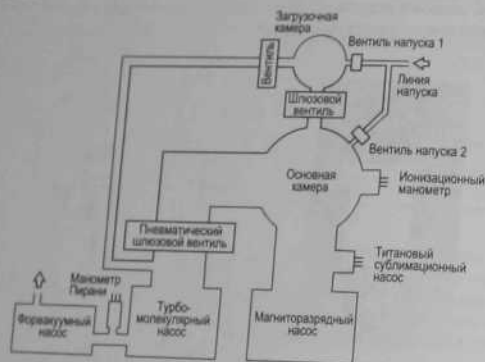 Загрузочная
камера
Вентиль напуска 1
Вентиль
Линия
напуска
Шлюзовой
вентиль
Вентиль напуска 2
Основная
камера
Ионизационный
манометр
Пневматический
шлюзовой вентиль
Титановый
сублимационный
насос
Манометр
Пирани
Форвакуумный
насос
Турбо-
молекулярный
насос
Магниторазрядный
насос